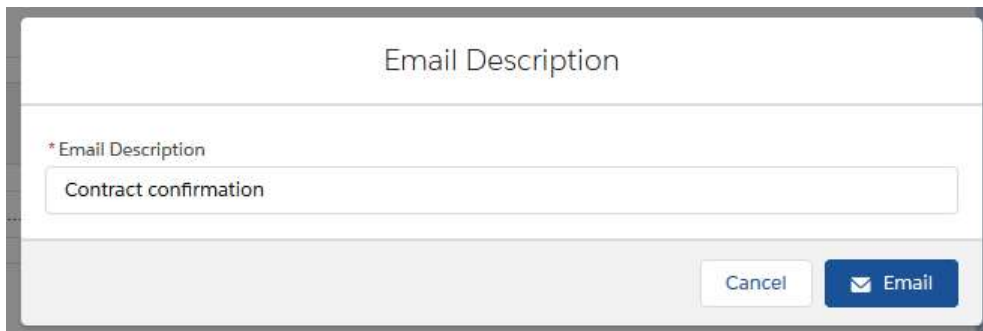 Email Description
*Email Description
Contract confirmation
Cancel
Email